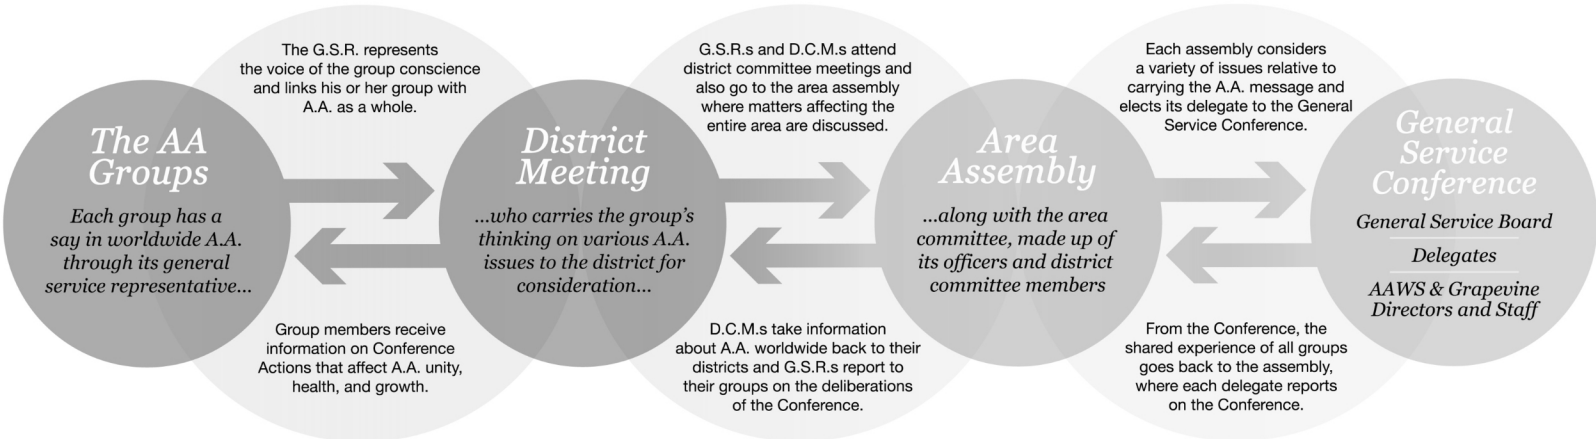 The G.S.R. represents
the voice of the group conscience
and links his or her group with
A.A. as a whole.
G.S.R.s and D.C.M.s attend
district committee meetings and
also go to the area assembly
where matters affecting the
entire area are discussed.
Each assembly considers
a variety of issues relative to
carrying the A.A. message and
elects its delegate to the General
Service Conference.
The AA
Groups
Each group has a
say in worldwide A.A.
through its general
service representative...
District
Meeting
...who carries the group's
thinking on various A.A.
issues to the district for
consideration...
Area
Assembly
...along with the area
committee, made up of
its officers and district
committee members
General
Service
Conference
General Service Board
Delegates
AAWS & Grapevine
Directors and Staff
Group members receive
information on Conference
Actions that affect A.A. unity,
health, and growth.
D.C.M.s take information
about A.A. worldwide back to their
districts and G.S.R.s report to
their groups on the deliberations
of the Conference.
From the Conference, the
shared experience of all groups
goes back to the assembly,
where each delegate reports
on the Conference.